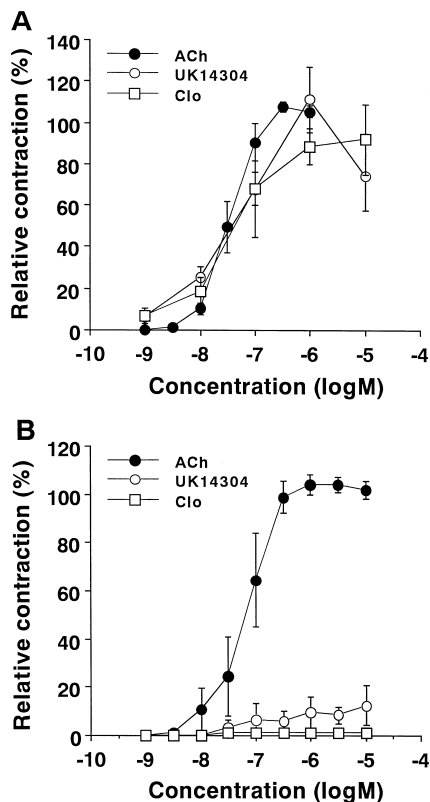 A
Relative contraction (%)
140
120
100
80
60
40
20
0
ACh
UK14304
Clo
-10 -9 -8 -7 -6 -5 -4
Concentration (logM)
B
Relative contraction (%)
120
100
80
60
40
20
0
ACh
UK14304
Clo
-10 -9 -8 -7 -6 -5 -4
Concentration (logM)